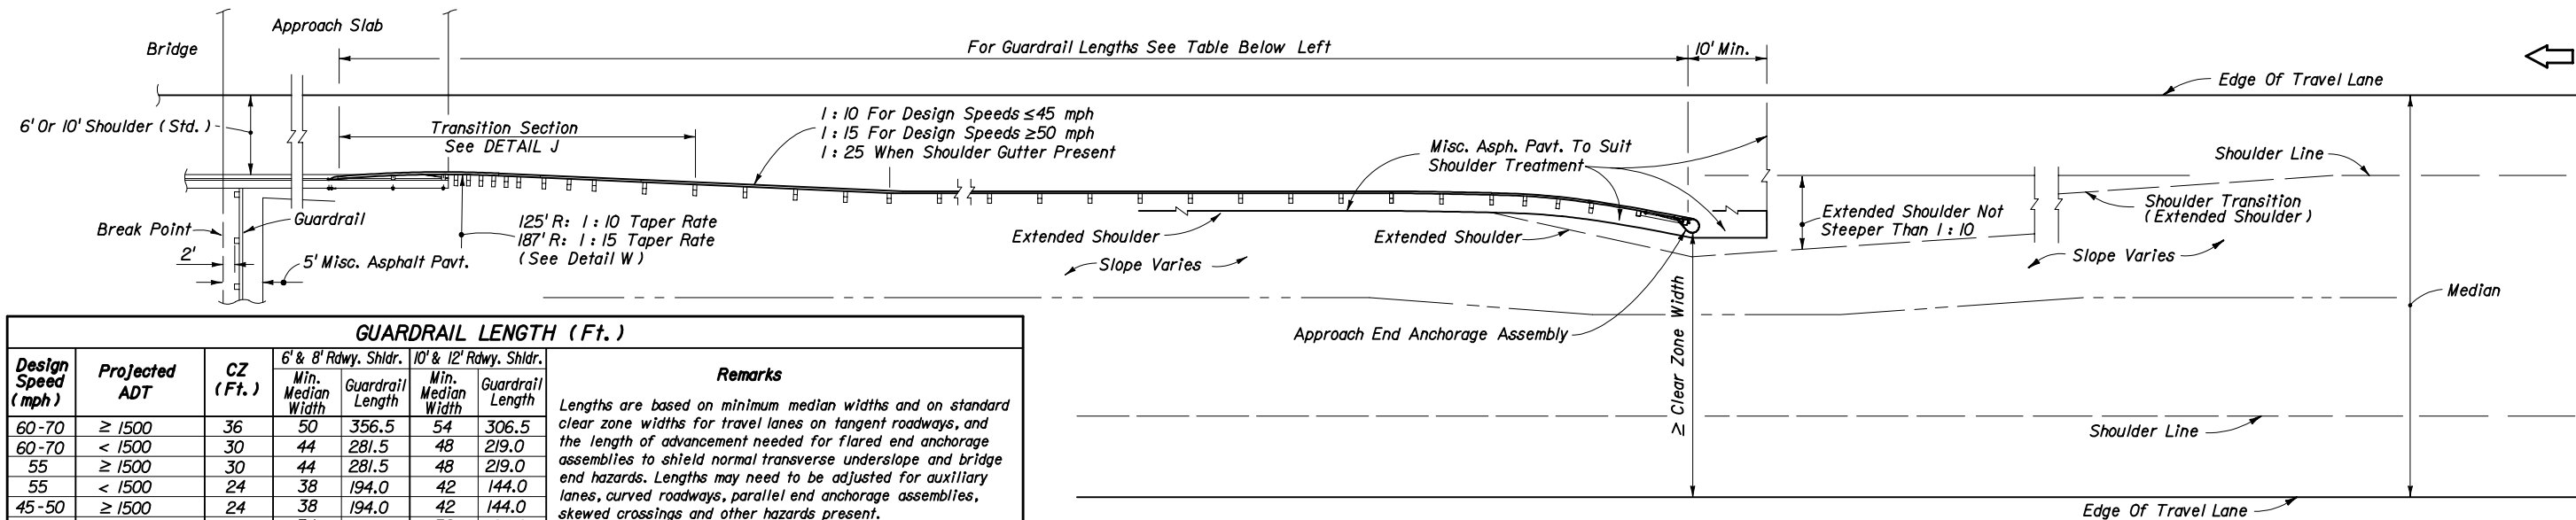 Approach Slab
Bridge
For Guardrail Lengths See Table Below Left
10' Min.
Edge Of Travel Lane
6' Or 10' Shoulder (Std.)
Transition Section
See DETAIL J
1:10 For Design Speeds ≤45 mph
1:15 For Design Speeds ≥50 mph
1:25 When Shoulder Gutter Present
Misc. Asph. Pavt. To Suit
Shoulder Treatment
Shoulder Line
Break Point
Guardrail
2'
5' Misc. Asphalt Pavt.
125' R: 1:10 Taper Rate
187' R: 1:15 Taper Rate
(See Detail W)
Extended Shoulder
Slope Varies
Extended Shoulder
Extended Shoulder Not
Steeper Than 1:10
Shoulder Transition
(Extended Shoulder)
Slope Varies
Median
Approach End Anchorage Assembly
≥ Clear Zone Width
Shoulder Line
Edge Of Travel Lane
GUARDRAIL LENGTH (Ft.)
Design Speed (mph) Projected ADT CZ (Ft.) 6' & 8' Rdwy. Shldr. 10' & 12' Rdwy. Shldr. Remarks
Min. Median Width Guardrail Length Min. Median Width Guardrail Length
60-70 ≥ 1500 36 50 356.5 54 306.5
60-70 < 1500 30 44 281.5 48 219.0
55 ≥ 1500 30 44 281.5 48 219.0
55 < 1500 24 38 194.0 42 144.0
45-50 ≥ 1500 24 38 194.0 42 144.0
Lengths are based on minimum median widths and on standard
clear zone widths for travel lanes on tangent roadways, and
the length of advancement needed for flared end anchorage
assemblies to shield normal transverse underslope and bridge
end hazards. Lengths may need to be adjusted for auxiliary
lanes, curved roadways, parallel end anchorage assemblies,
skewed crossings and other hazards present.